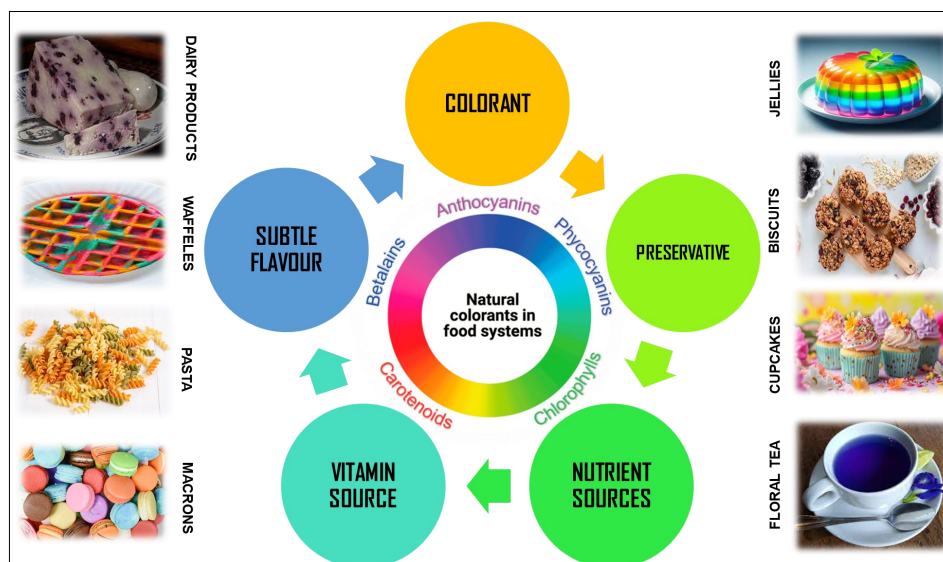 DAIRY PRODUCTS
WAFFELES
PASTA
MACRONS
COLORANT
SUBTLE
FLAVOUR
PRESERVATIVE
VITAMIN
SOURCE
NUTRIENT
SOURCES
Anthocyanins
Phycocyanins
Betalains
Carotenoids
Chlorophylls
Natural
colorants in
food systems
JELLIES
BISCUITS
CUPCAKES
FLORAL TEA